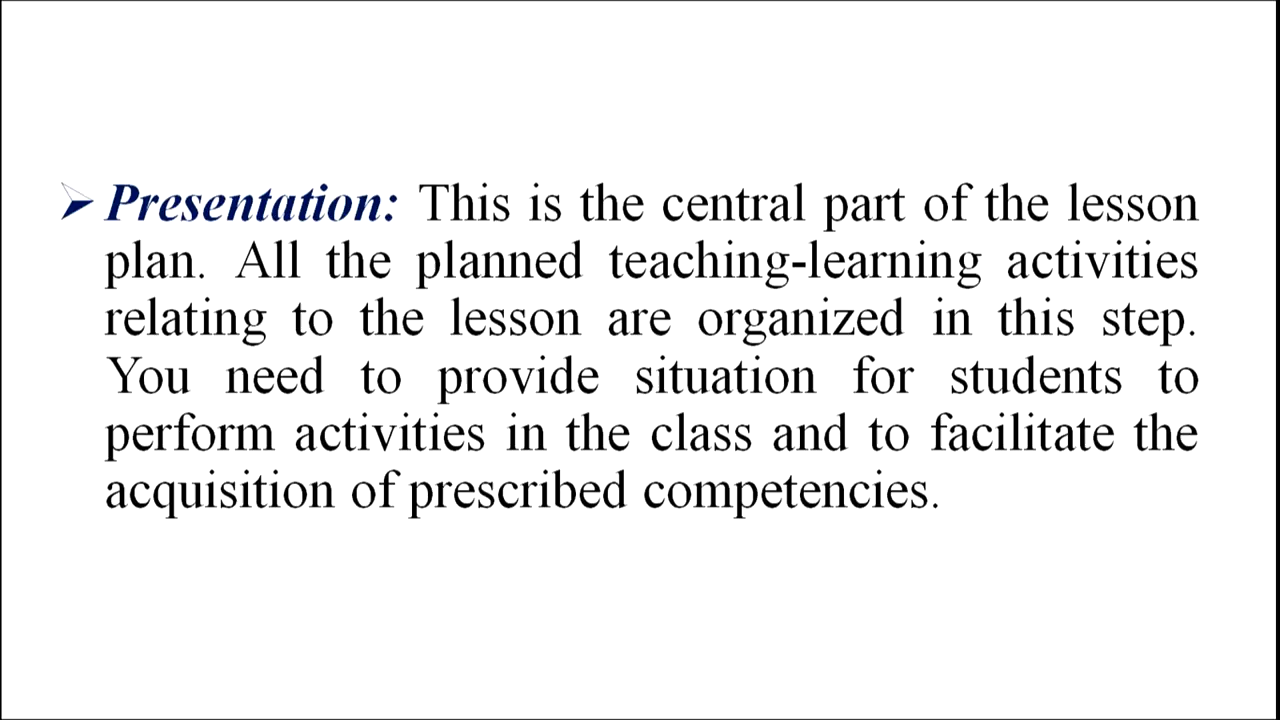 ➢ Presentation: This is the central part of the lesson
plan. All the planned teaching-learning activities
relating to the lesson are organized in this step.
You need to provide situation for students to
perform activities in the class and to facilitate the
acquisition of prescribed competencies.